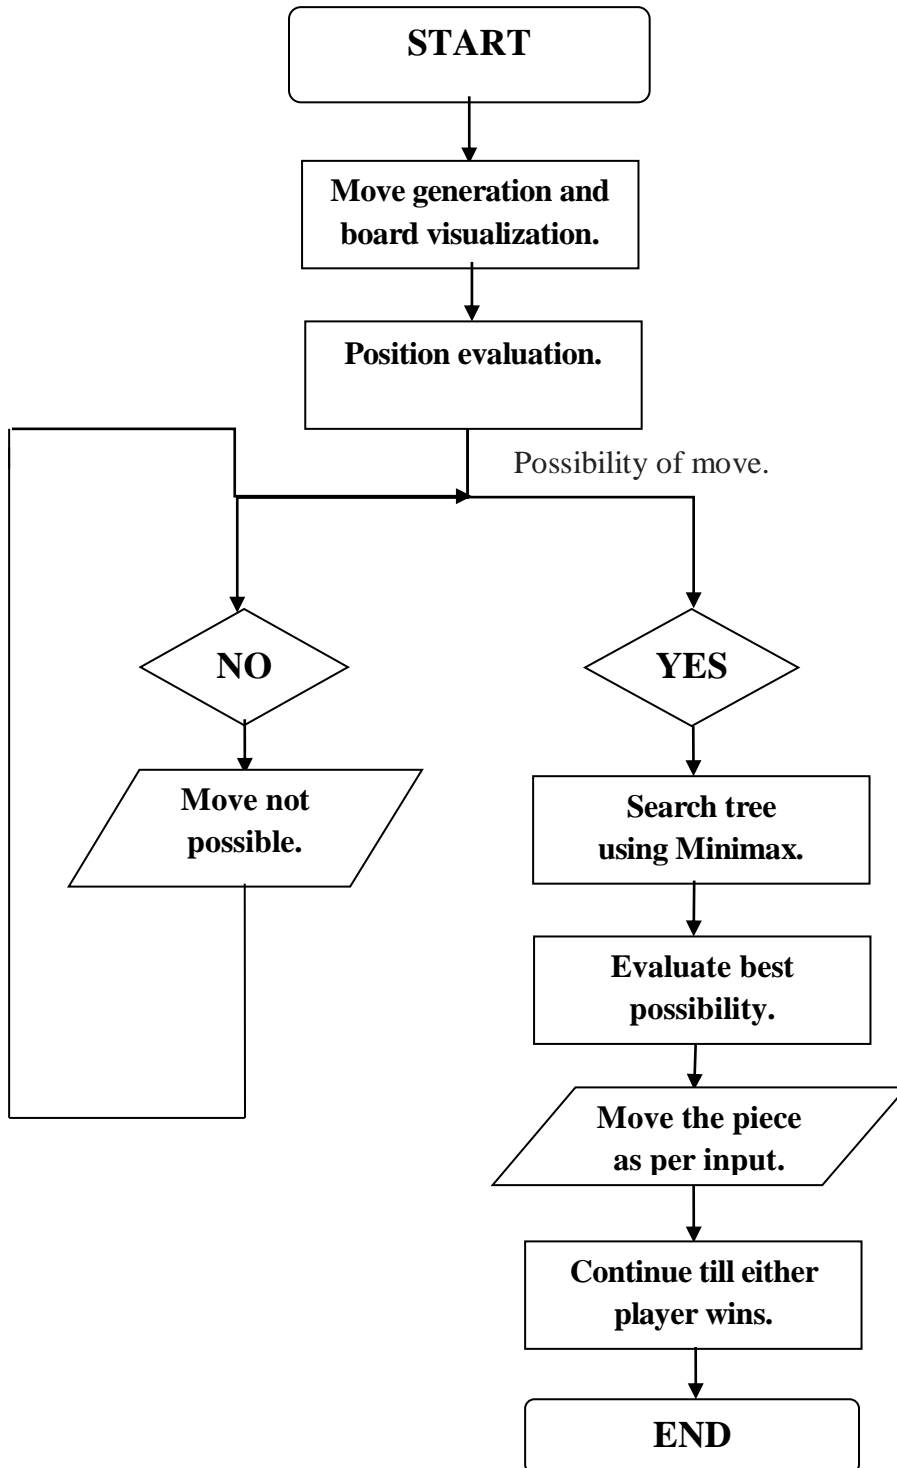 START
Move generation and
board visualization.
Position evaluation.
Possibility of move.
NO
YES
Move not
possible.
Search tree
using Minimax.
Evaluate best
possibility.
Move the piece
as per input.
Continue till either
player wins.
END